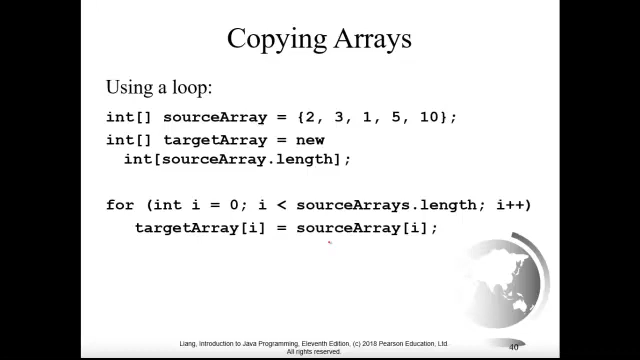 Copying Arrays
Using a loop:
int[] sourceArray = {2, 3, 1, 5, 10};
int[] targetArray = new
int[sourceArray.length];
for (int i = 0; i < sourceArrays.length; i++)
targetArray[i] = sourceArray[i];
Liang, Introduction to Java Programming, Eleventh Edition, (c) 2018 Pearson Education, Ltd.
All rights reserved.
40